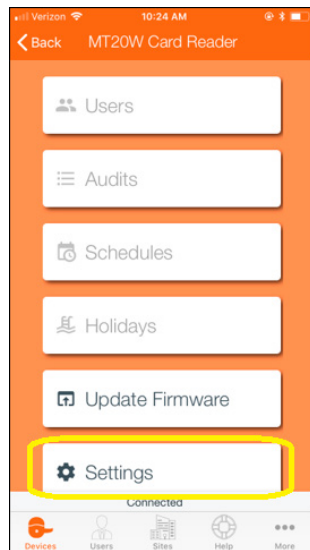 Verizon 10:24 AM
Back MT20W Card Reader
Users
Audits
Schedules
Holidays
Update Firmware
Settings
Connected
Devices Users Sites Help More